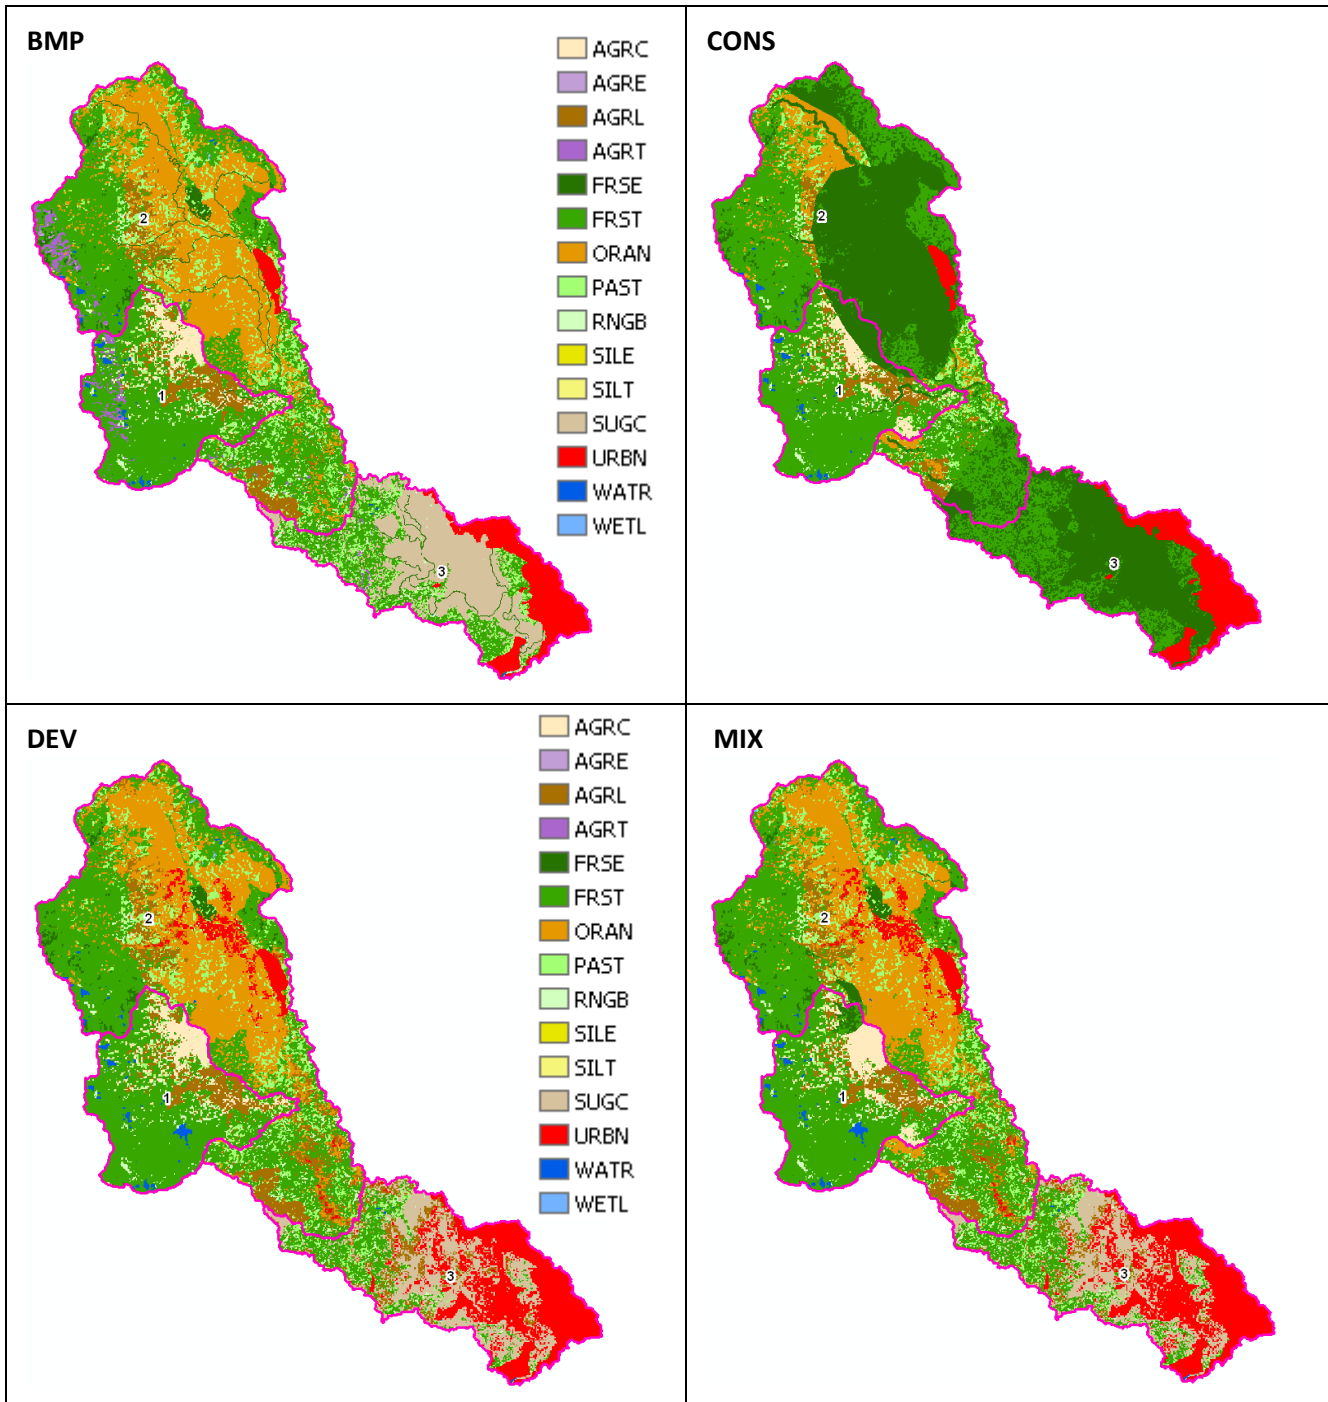 BMP
AGRC
AGRE
AGRL
AGRT
FRSE
FRST
ORAN
PAST
RNGB
SILE
SILT
SUGC
URBN
WATR
WETL
2
1
3
CONS
2
1
3
DEV
AGRC
AGRE
AGRL
AGRT
FRSE
FRST
ORAN
PAST
RNGB
SILE
SILT
SUGC
URBN
WATR
WETL
2
1
3
MIX
2
1
3